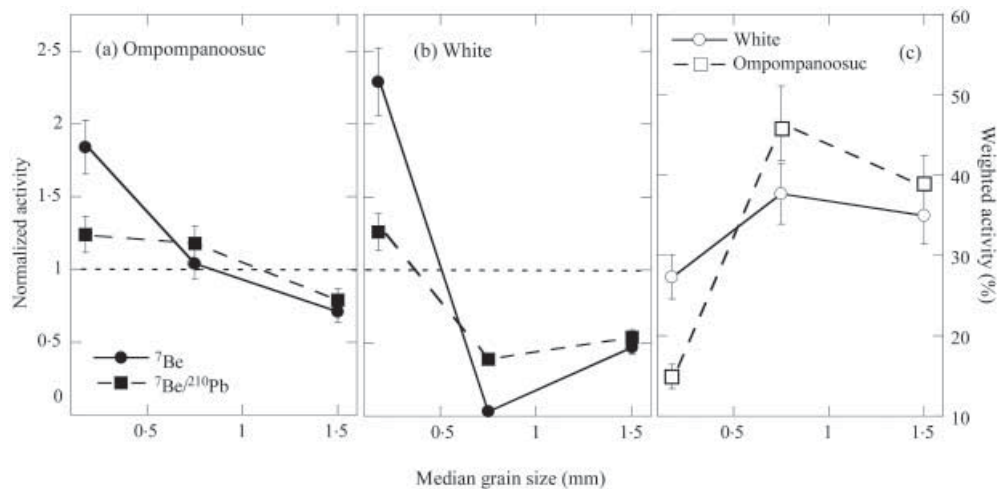 (a) Ompompanoosuc
(b) White
(c)
White
Ompompanoosuc
⁷Be
⁷Be/²¹⁰Pb
Normalized activity
2·5
2
1·5
1
0·5
0
Weighted activity (%)
60
50
40
30
20
10
0·5 1 1·5
0·5 1 1·5
0·5 1 1·5
Median grain size (mm)